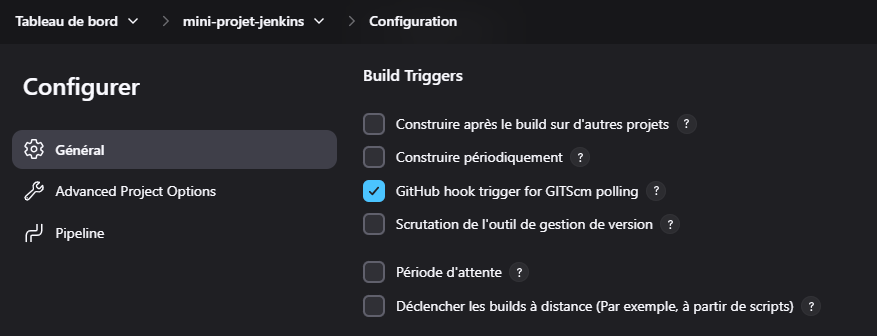 Tableau de bord mini-projet-jenkins Configuration
Configurer
Général
Advanced Project Options
Pipeline
Build Triggers
Construire après le build sur d'autres projets ?
Construire périodiquement ?
GitHub hook trigger for GITScm polling ?
Scrutation de l'outil de gestion de version ?
Période d'attente ?
Déclencher les builds à distance (Par exemple, à partir de scripts) ?